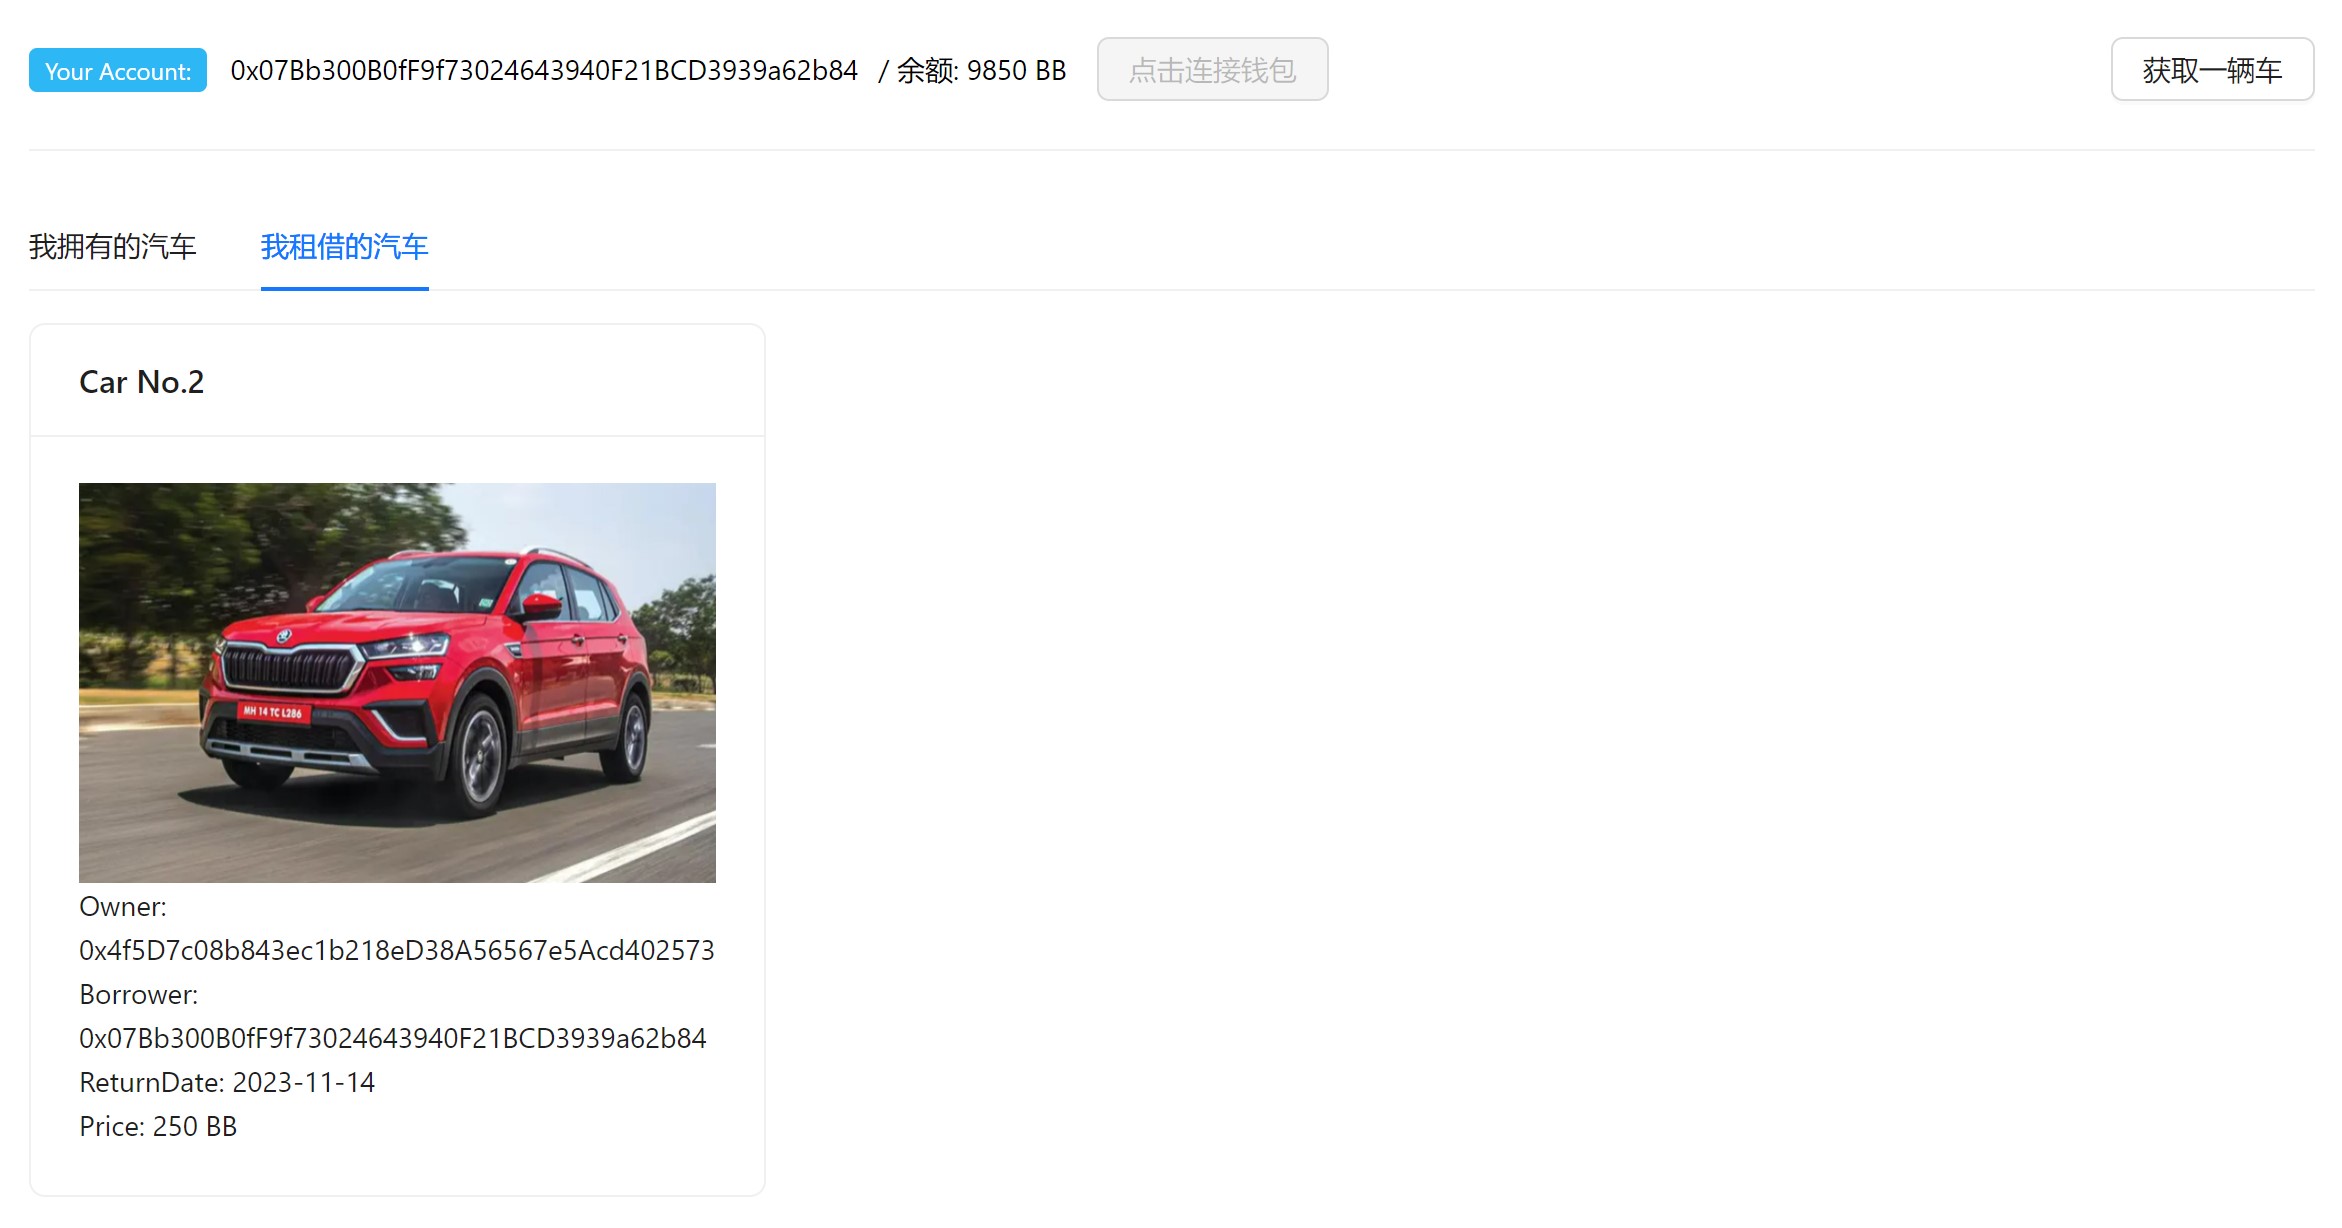 Your Account: 0x07Bb300B0fF9f73024643940F21BCD3939a62b84 / 余额: 9850 BB 点击连接钱包 获取一辆车
我拥有的汽车 我租借的汽车
Car No.2
MH 14 TC L286
Owner:
0x4f5D7c08b843ec1b218eD38A56567e5Acd402573
Borrower:
0x07Bb300B0fF9f73024643940F21BCD3939a62b84
ReturnDate: 2023-11-14
Price: 250 BB